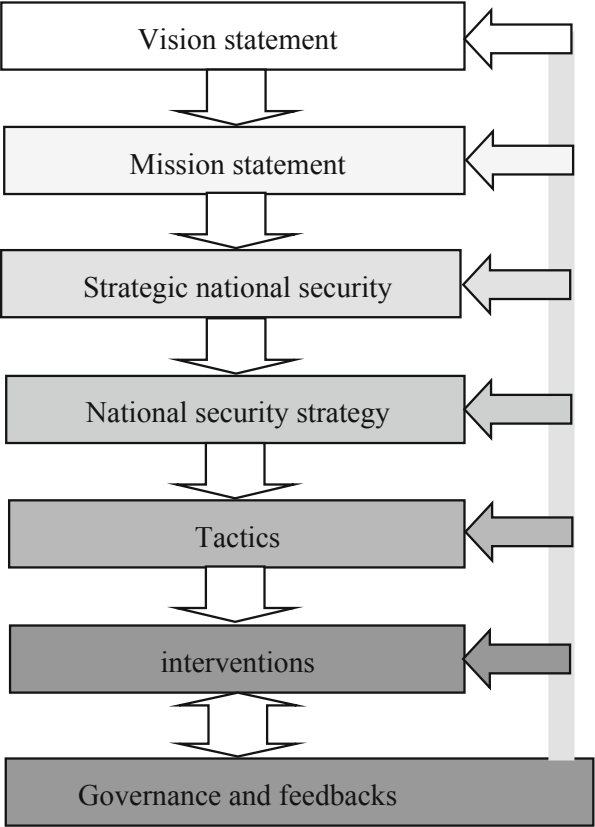 Vision statement
Mission statement
Strategic national security
National security strategy
Tactics
interventions
Governance and feedbacks